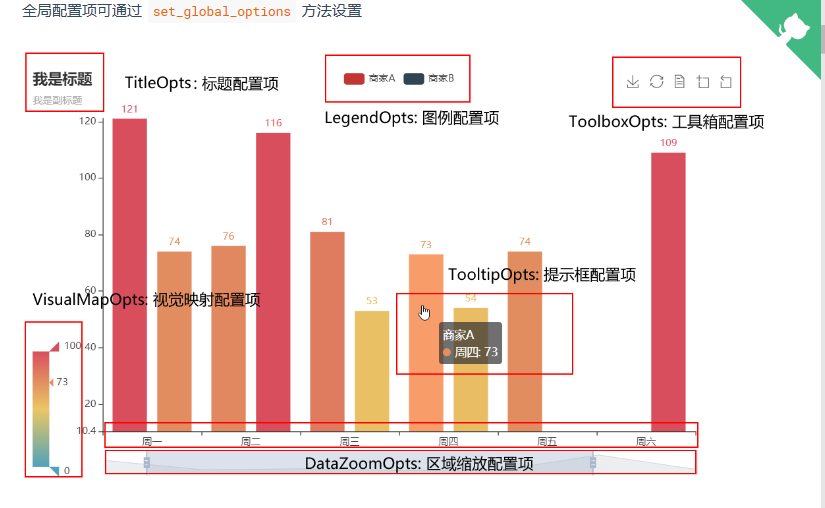 全局配置项可通过 set_global_options 方法设置
我是标题
我是副标题
TitleOpts: 标题配置项
商家A 商家B
LegendOpts: 图例配置项
ToolboxOpts: 工具箱配置项
121
116
109
120
100
80
74
76
81
53
73
54
74
TooltipOpts: 提示框配置项
60
VisualMapOpts: 视觉映射配置项
商家A
周四: 73
100
40
73
20
10.4
0
周一 周二 周三 周四 周五 周六
DataZoomOpts: 区域缩放配置项